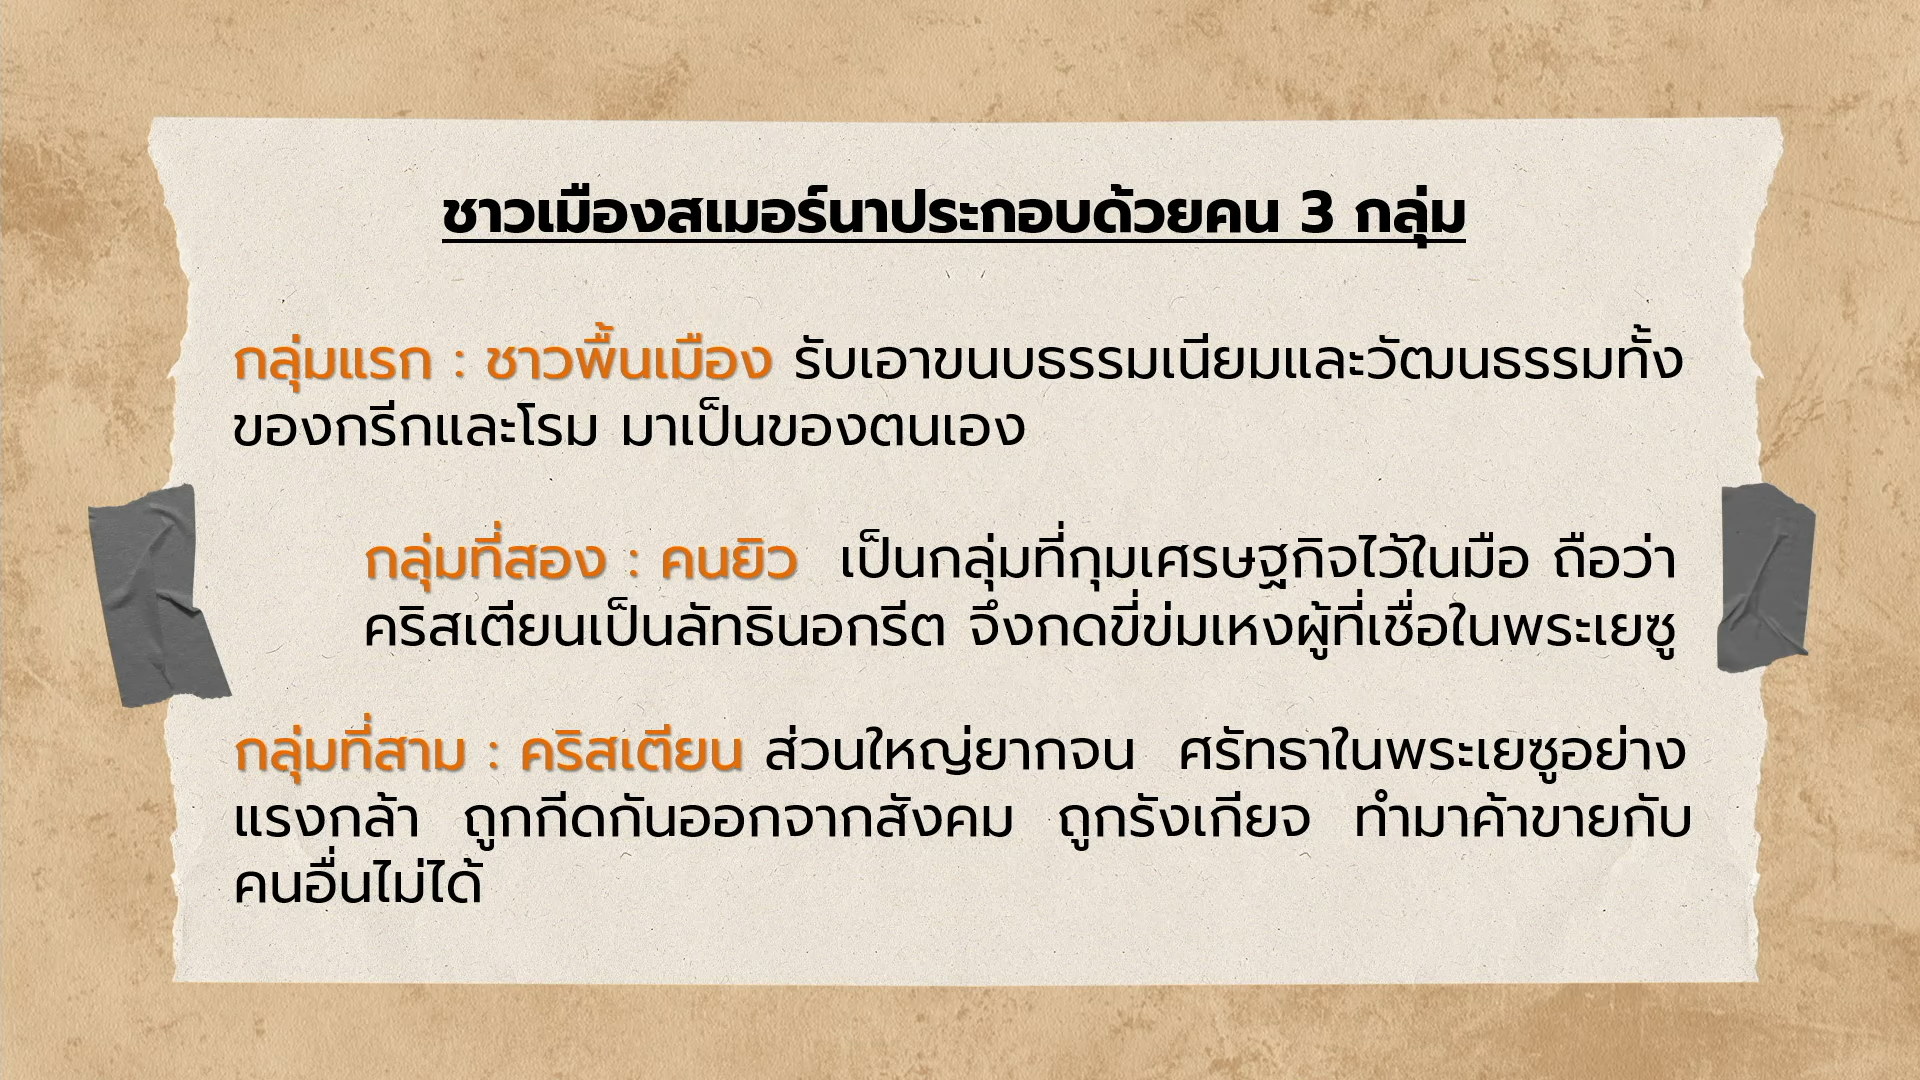 ชาวเมืองสเมอร์นาประกอบด้วยคน 3 กลุ่ม
กลุ่มแรก : ชาวพื้นเมือง รับเอาขนบธรรมเนียมและวัฒนธรรมทั้ง
ของกรีกและโรม มาเป็นของตนเอง
กลุ่มที่สอง : คนยิว เป็นกลุ่มที่กุมเศรษฐกิจไว้ในมือ ถือว่า
คริสเตียนเป็นลัทธินอกรีต จึงกดขี่ข่มเหงผู้ที่เชื่อในพระเยซู
กลุ่มที่สาม : คริสเตียน ส่วนใหญ่ยากจน ศรัทธาในพระเยซูอย่าง
แรงกล้า ถูกกีดกันออกจากสังคม ถูกรังเกียจ ทำมาค้าขายกับ
คนอื่นไม่ได้